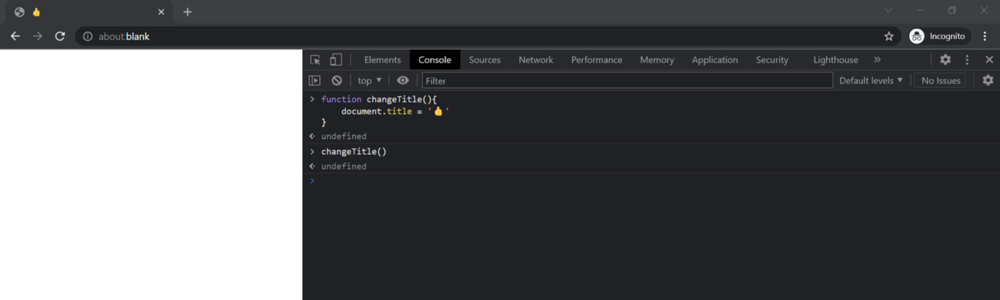 👍
about:blank
Incognito
Elements Console Sources Network Performance Memory Application Security Lighthouse
top Filter Default levels No Issues
function changeTitle(){
    document.title = '👍'
}
undefined
changeTitle()
undefined